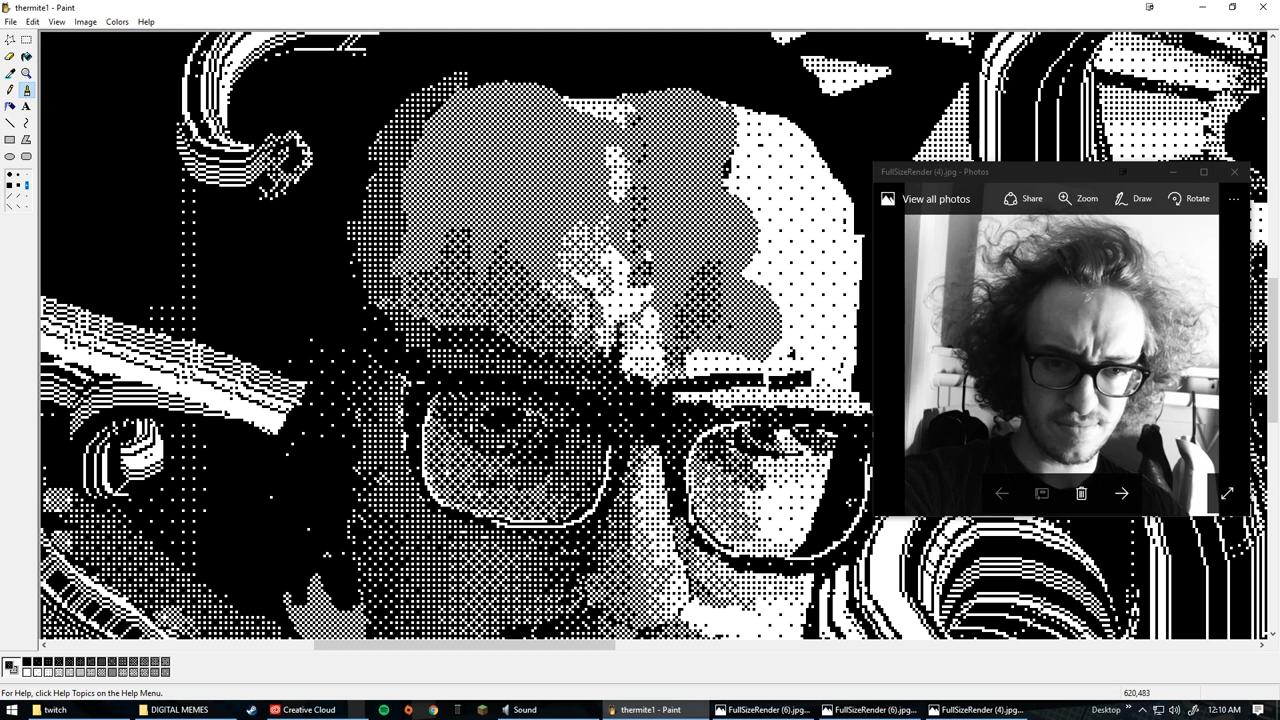 thermite1 - Paint
File Edit View Image Colors Help
A
FullSizeRender (4).jpg - Photos
View all photos Share Zoom Draw Rotate
For Help, click Help Topics on the Help Menu.
620,483
twitch DIGITAL MEMES Creative Cloud Sound thermite1 - Paint FullSizeRender (6).jpg... FullSizeRender (6).jpg... FullSizeRender (4).jpg... Desktop 12:10 AM